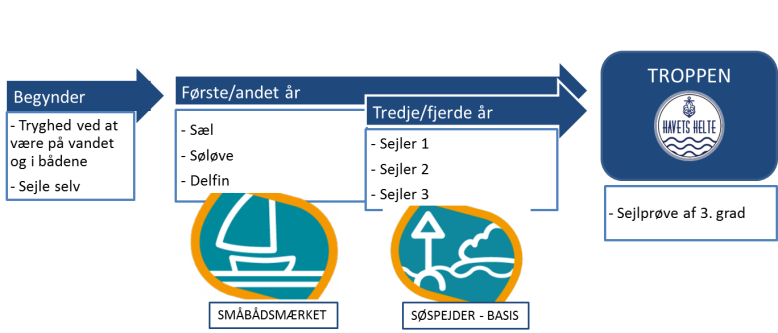 Begynder
- Tryghed ved at
være på vandet
og i bådene
- Sejle selv
Første/andet år
- Sæl
- Søløve
- Delfin
SMÅBÅDSMÆRKET
Tredje/fjerde år
- Sejler 1
- Sejler 2
- Sejler 3
SØSPEJDER - BASIS
TROPPEN
HAVETS HELTE
- Sejlprøve af 3. grad